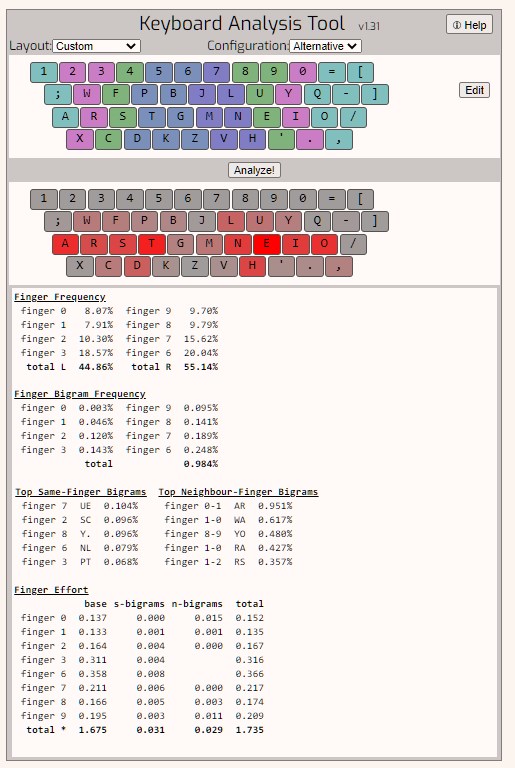 Keyboard Analysis Tool v1.31
🛈 Help
Layout: Custom Configuration: Alternative
1 2 3 4 5 6 7 8 9 0 = [
; W F P B J L U Y Q - ]
Edit
A R S T G M N E I O /
X C D K Z V H ' . ,
Analyze!
1 2 3 4 5 6 7 8 9 0 = [
; W F P B J L U Y Q - ]
A R S T G M N E I O /
X C D K Z V H ' . ,
Finger Frequency
finger 0 8.07% finger 9 9.70%
finger 1 7.91% finger 8 9.79%
finger 2 10.30% finger 7 15.62%
finger 3 18.57% finger 6 20.04%
total L 44.86% total R 55.14%
Finger Bigram Frequency
finger 0 0.003% finger 9 0.095%
finger 1 0.046% finger 8 0.141%
finger 2 0.120% finger 7 0.189%
finger 3 0.143% finger 6 0.248%
total 0.984%
Top Same-Finger Bigrams Top Neighbour-Finger Bigrams
finger 7 UE 0.104% finger 0-1 AR 0.951%
finger 2 SC 0.096% finger 1-0 WA 0.617%
finger 8 Y. 0.096% finger 8-9 YO 0.480%
finger 6 NL 0.079% finger 1-0 RA 0.427%
finger 3 PT 0.068% finger 1-2 RS 0.357%
Finger Effort
base s-bigrams n-bigrams total
finger 0 0.137 0.000 0.015 0.152
finger 1 0.133 0.001 0.001 0.135
finger 2 0.164 0.004 0.000 0.167
finger 3 0.311 0.004 0.316
finger 6 0.358 0.008 0.366
finger 7 0.211 0.006 0.000 0.217
finger 8 0.166 0.005 0.003 0.174
finger 9 0.195 0.003 0.011 0.209
total * 1.675 0.031 0.029 1.735